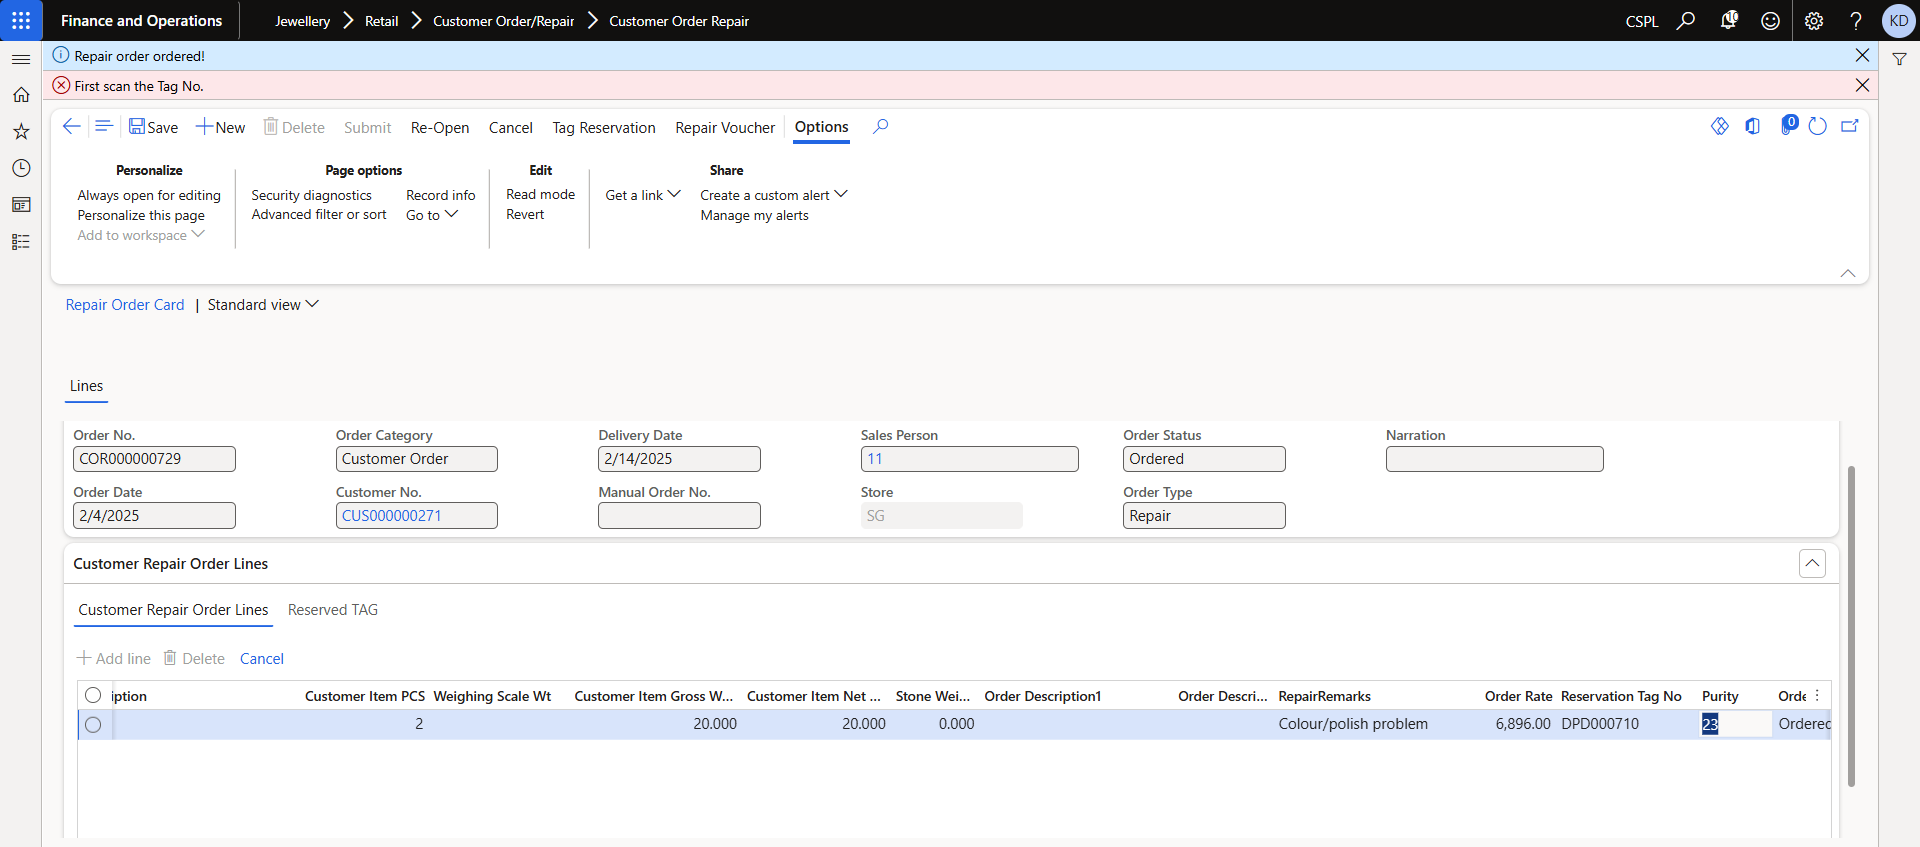 Finance and Operations
Jewellery > Retail > Customer Order/Repair > Customer Order Repair
CSPL
10
?
KD
Repair order ordered!
First scan the Tag No.
Save
New
Delete
Submit
Re-Open
Cancel
Tag Reservation
Repair Voucher
Options
0
Personalize
Always open for editing
Personalize this page
Add to workspace
Page options
Security diagnostics
Advanced filter or sort
Record info
Go to
Edit
Read mode
Revert
Share
Get a link
Create a custom alert
Manage my alerts
Repair Order Card | Standard view
Lines
Order No.
COR000000729
Order Category
Customer Order
Delivery Date
2/14/2025
Sales Person
11
Order Status
Ordered
Narration
Order Date
2/4/2025
Customer No.
CUS000000271
Manual Order No.
Store
SG
Order Type
Repair
Customer Repair Order Lines
Customer Repair Order Lines
Reserved TAG
Add line
Delete
Cancel
iption Customer Item PCS Weighing Scale Wt Customer Item Gross W... Customer Item Net ... Stone Wei... Order Description1 Order Descri... RepairRemarks Order Rate Reservation Tag No Purity Orde
2 20.000 20.000 0.000 Colour/polish problem 6,896.00 DPD000710 23 Ordered